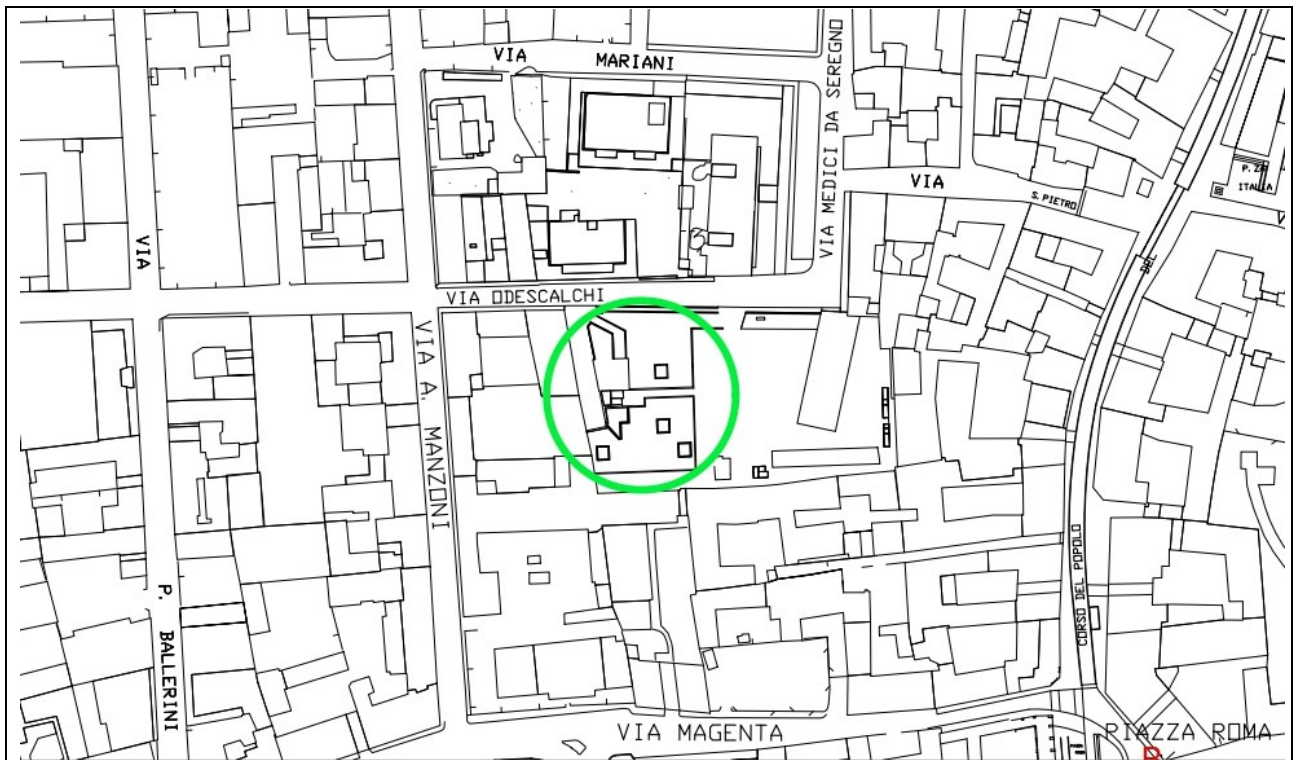 VIA MARIANI
VIA MEDICI DA SEREGNO
P. ZA
ITALIA
VIA
S. PIETRO
VIA
DEL
VIA ODESCALCHI
VIA A. MANZONI
CORSO DEL POPOLO
P. BALLERINI
VIA MAGENTA
PIAZZA ROMA